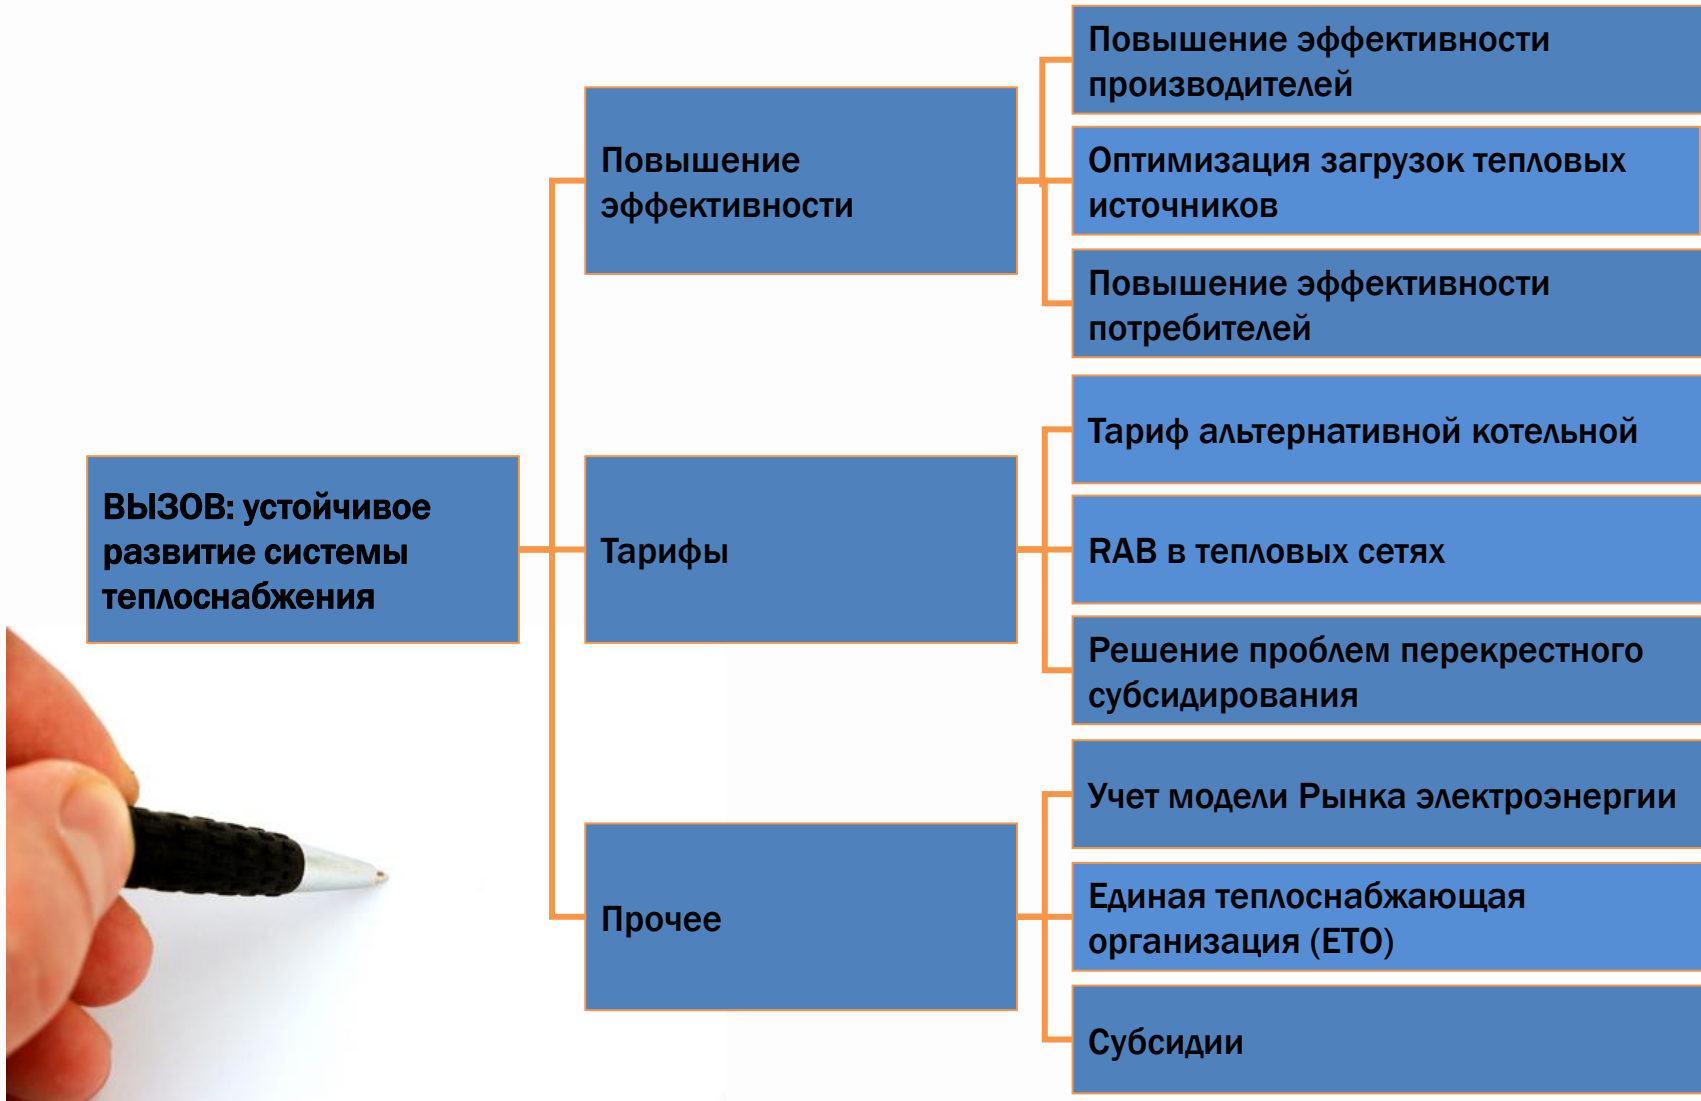 ВЫЗОВ: устойчивое
развитие системы
теплоснабжения
Повышение
эффективности
Повышение эффективности
производителей
Оптимизация загрузок тепловых
источников
Повышение эффективности
потребителей
Тарифы
Тариф альтернативной котельной
RAB в тепловых сетях
Решение проблем перекрестного
субсидирования
Прочее
Учет модели Рынка электроэнергии
Единая теплоснабжающая
организация (ЕТО)
Субсидии